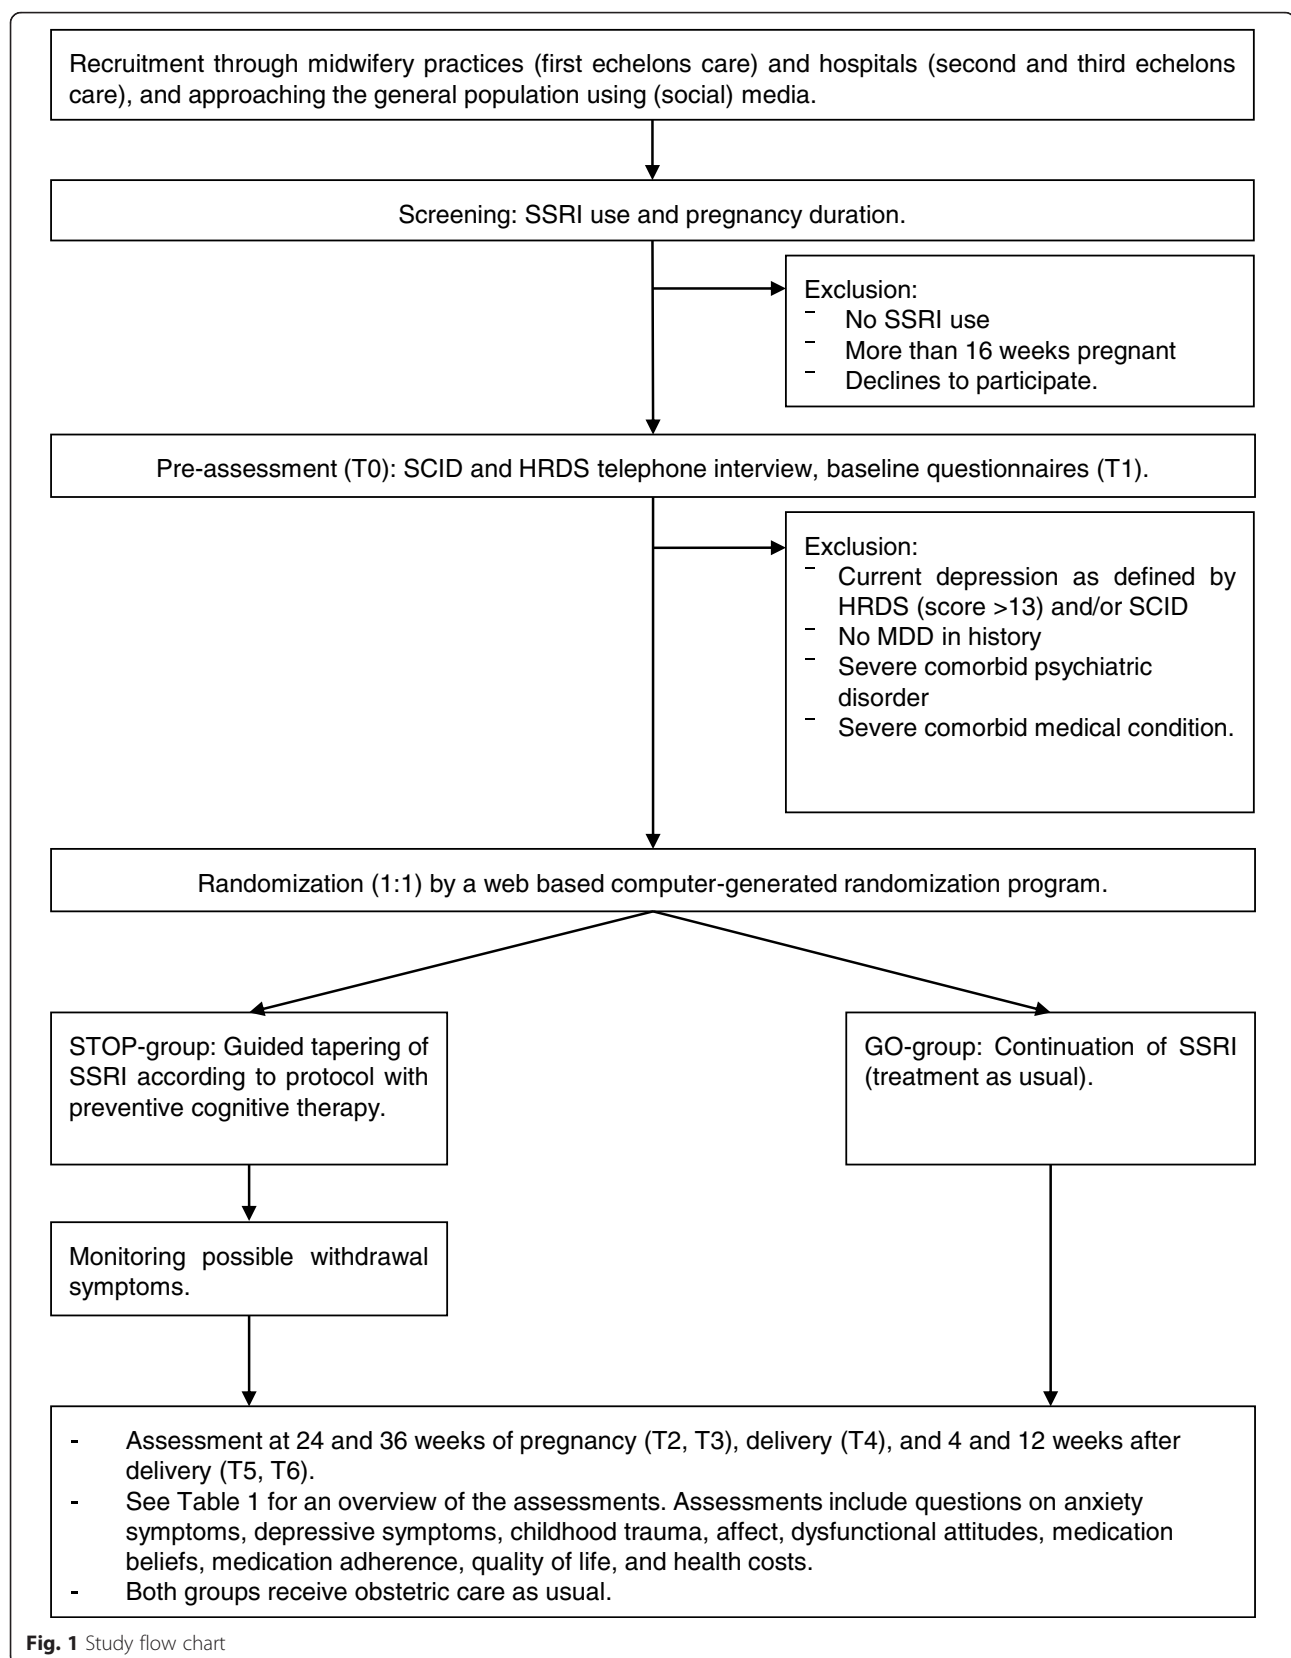 Recruitment through midwifery practices (first echelons care) and hospitals (second and third echelons
care), and approaching the general population using (social) media.
Screening: SSRI use and pregnancy duration.
Exclusion:
- No SSRI use
- More than 16 weeks pregnant
- Declines to participate.
Pre-assessment (T0): SCID and HRDS telephone interview, baseline questionnaires (T1).
Exclusion:
- Current depression as defined by
HRDS (score >13) and/or SCID
- No MDD in history
- Severe comorbid psychiatric
disorder
- Severe comorbid medical condition.
Randomization (1:1) by a web based computer-generated randomization program.
STOP-group: Guided tapering of
SSRI according to protocol with
preventive cognitive therapy.
GO-group: Continuation of SSRI
(treatment as usual).
Monitoring possible withdrawal
symptoms.
- Assessment at 24 and 36 weeks of pregnancy (T2, T3), delivery (T4), and 4 and 12 weeks after
delivery (T5, T6).
- See Table 1 for an overview of the assessments. Assessments include questions on anxiety
symptoms, depressive symptoms, childhood trauma, affect, dysfunctional attitudes, medication
beliefs, medication adherence, quality of life, and health costs.
- Both groups receive obstetric care as usual.
Fig. 1 Study flow chart